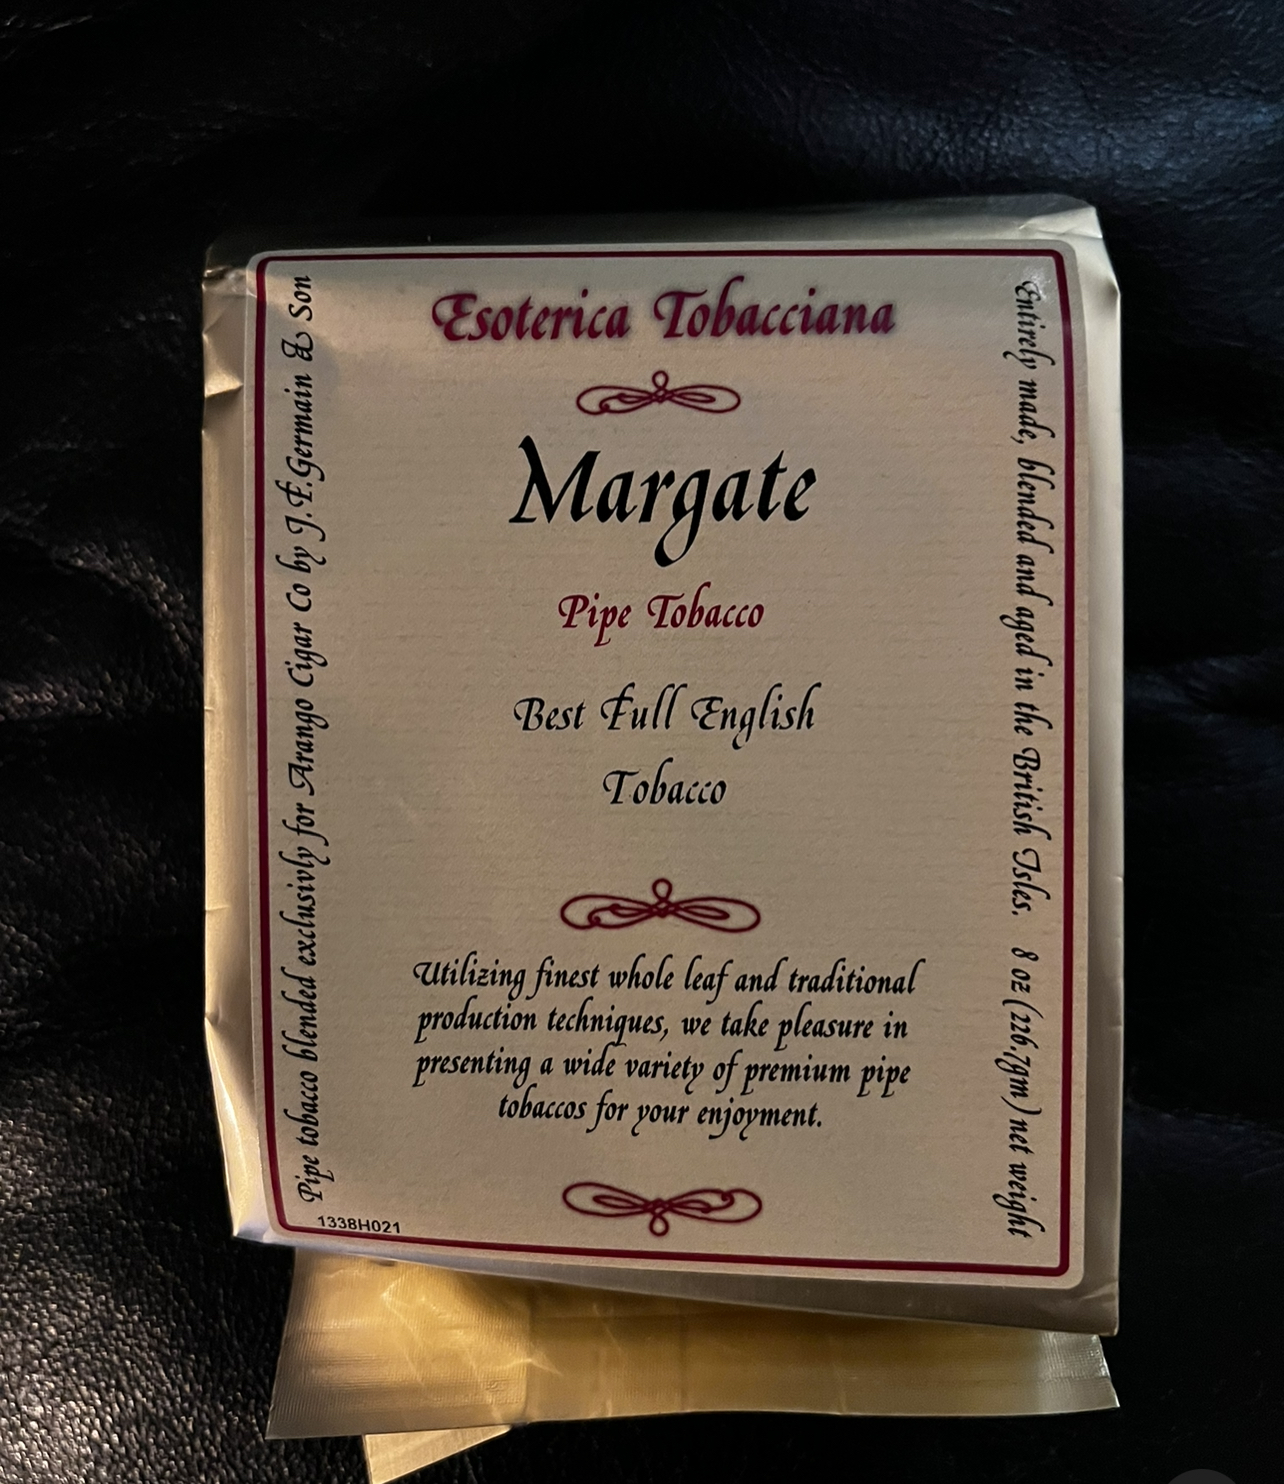 Esoterica Tobacciana
Margate
Pipe Tobacco
Best Full English
Tobacco
Utilizing finest whole leaf and traditional
production techniques, we take pleasure in
presenting a wide variety of premium pipe
tobaccos for your enjoyment.
Pipe tobacco blended exclusivly for Arango Cigar Co by J.F.Germain & Son
Entirely made, blended and aged in the British Isles. 8 oz (226.7gm) net weight
1338H021